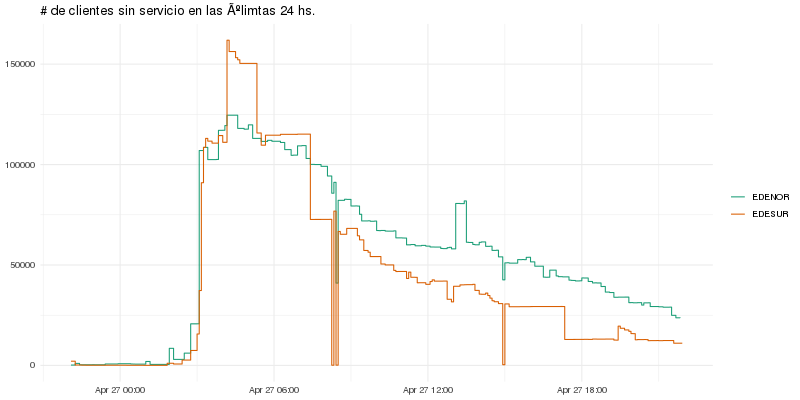 # de clientes sin servicio en las Ãºlimtas 24 hs.
150000
100000
50000
0
Apr 27 00:00 Apr 27 06:00 Apr 27 12:00 Apr 27 18:00
EDENOR
EDESUR